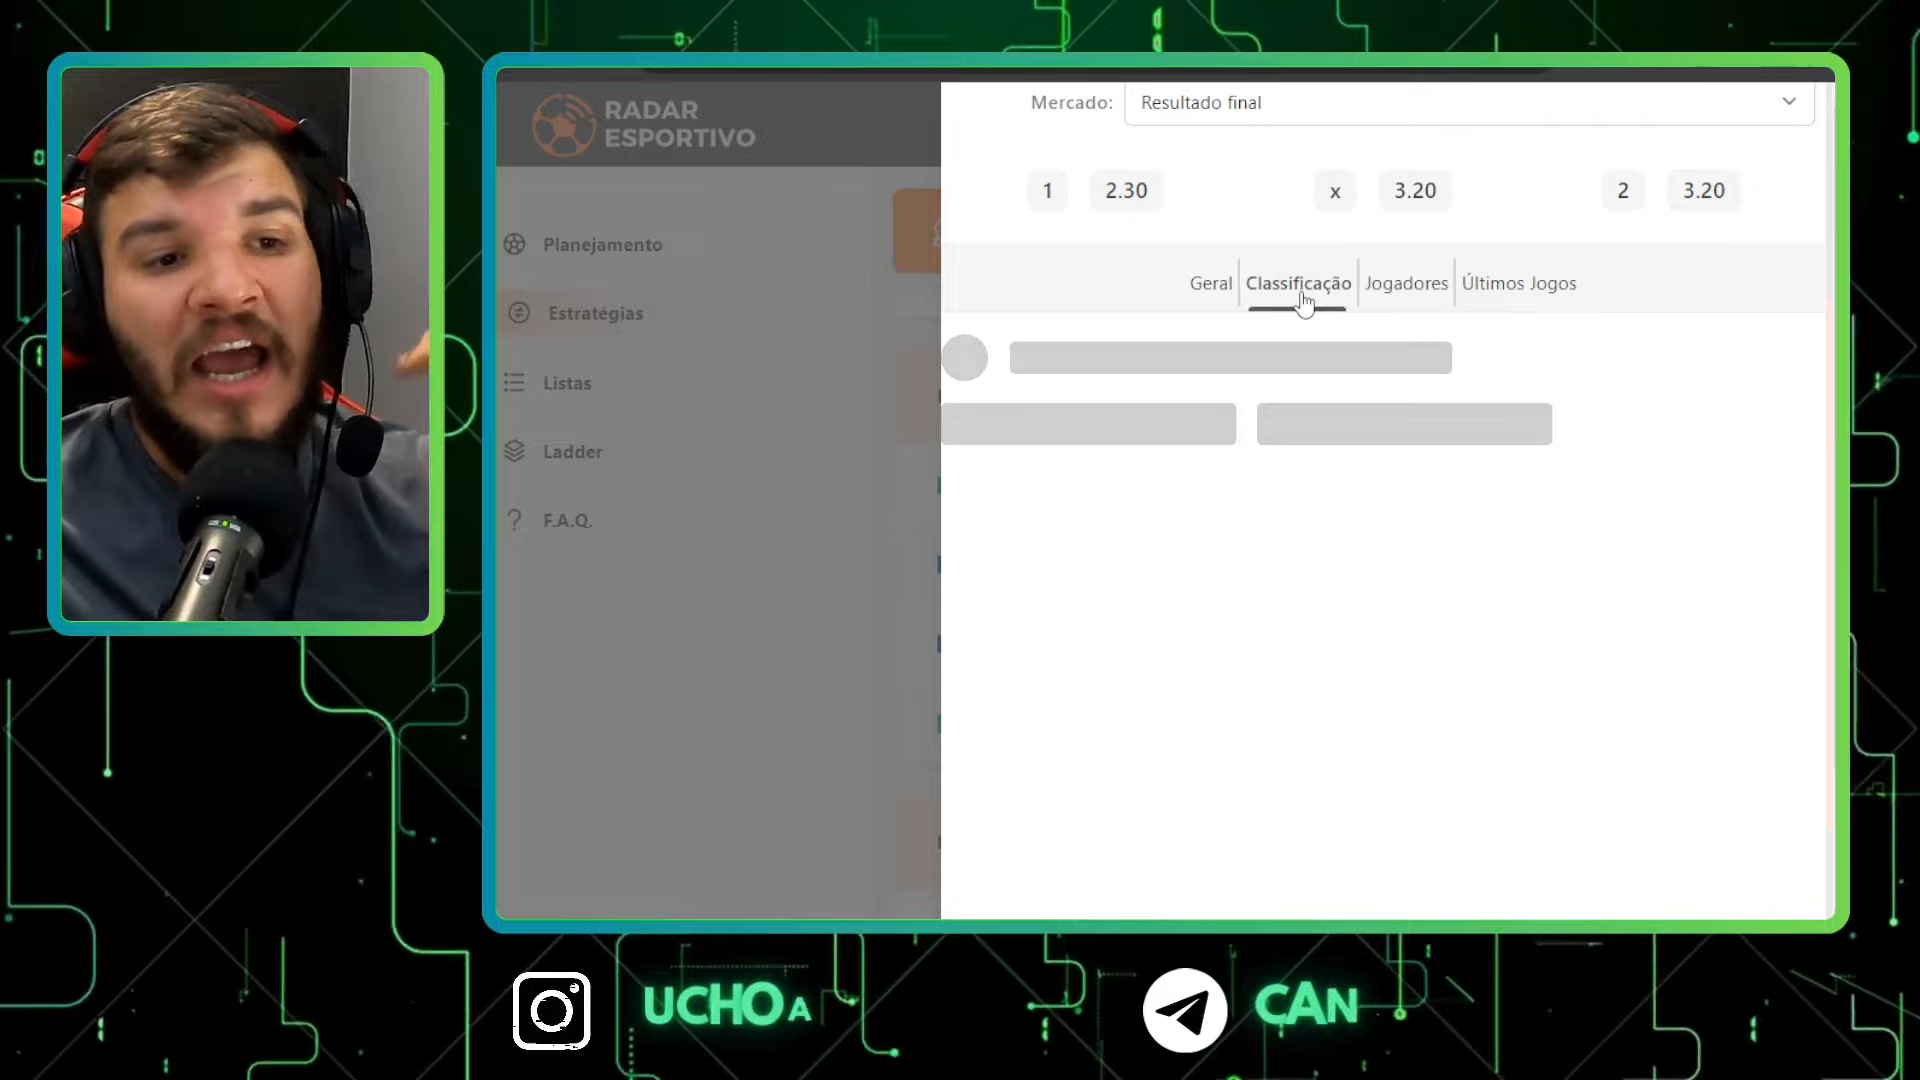 RADAR
ESPORTIVO
Planejamento
Estratégias
Listas
Ladder
F.A.Q.
Mercado: Resultado final
1 2.30 x 3.20 2 3.20
Geral Classificação Jogadores Últimos Jogos
UCHOA
CAN